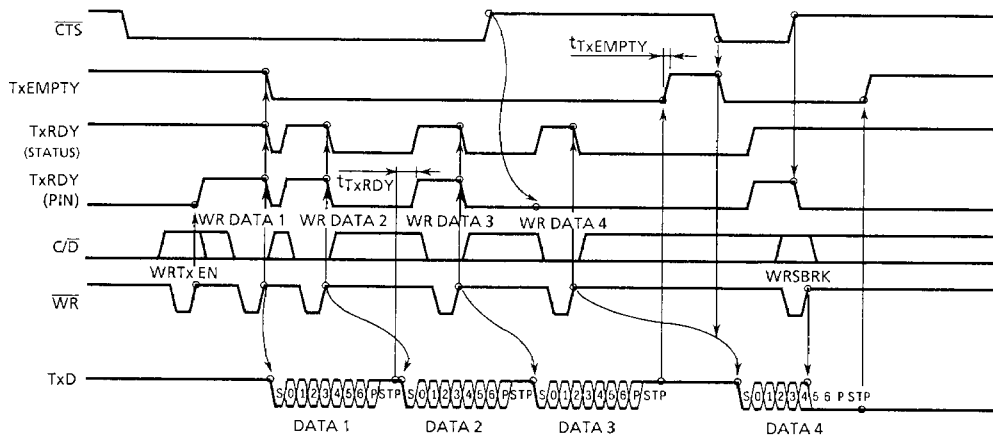 CTS
tTxEMPTY
TxEMPTY
TxRDY
(STATUS)
TxRDY
(PIN)
tTxRDY
WR DATA 1 WR DATA 2 WR DATA 3 WR DATA 4
C/D
WRTxEN
WRSBRK
WR
TxD
S 0 1 2 3 4 5 6 P STP S 0 1 2 3 4 5 6 P STP S 0 1 2 3 4 5 6 P STP S 0 1 2 3 4 5 6 P STP
DATA 1 DATA 2 DATA 3 DATA 4